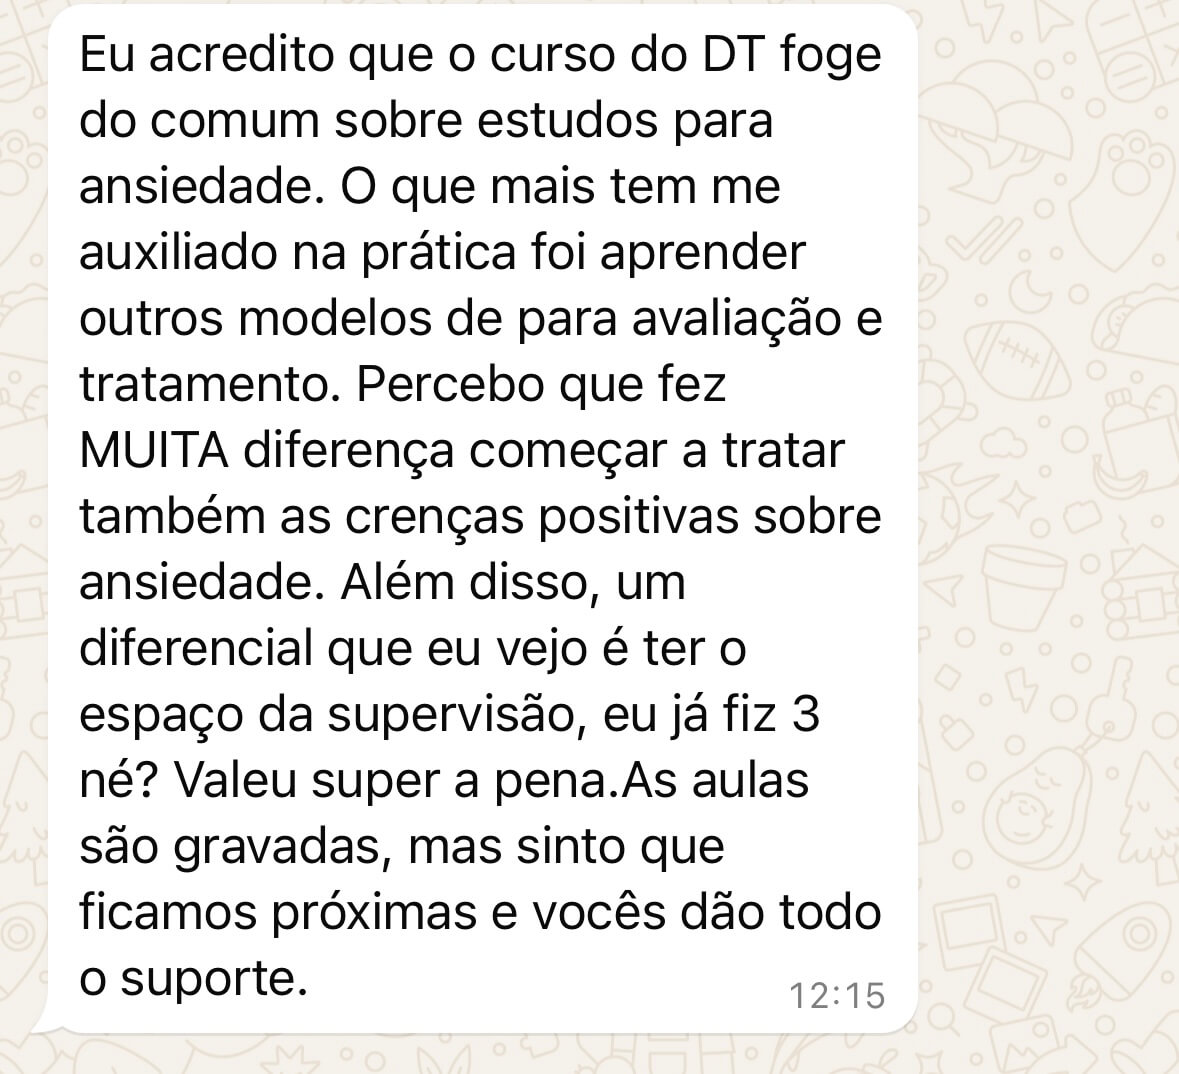 Eu acredito que o curso do DT foge
do comum sobre estudos para
ansiedade. O que mais tem me
auxiliado na prática foi aprender
outros modelos de para avaliação e
tratamento. Percebo que fez
MUITA diferença começar a tratar
também as crenças positivas sobre
ansiedade. Além disso, um
diferencial que eu vejo é ter o
espaço da supervisão, eu já fiz 3
né? Valeu super a pena.As aulas
são gravadas, mas sinto que
ficamos próximas e vocês dão todo
o suporte.
12:15